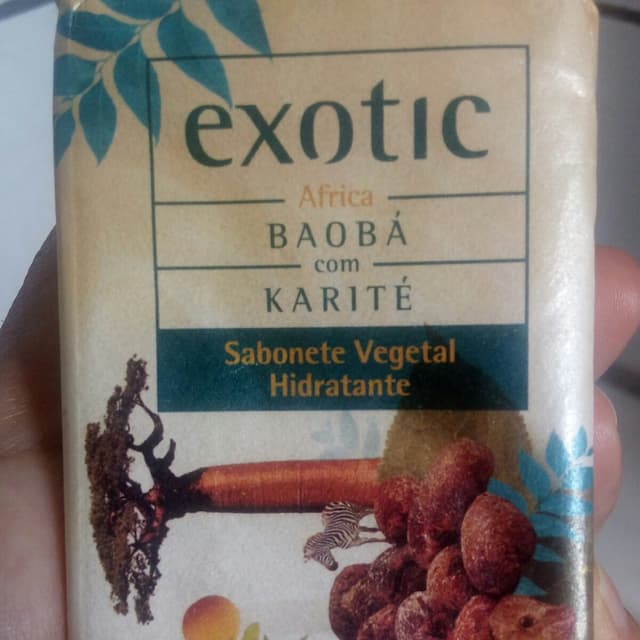 exotic
Africa
BAOBÁ
com
KARITÉ
Sabonete Vegetal
Hidratante